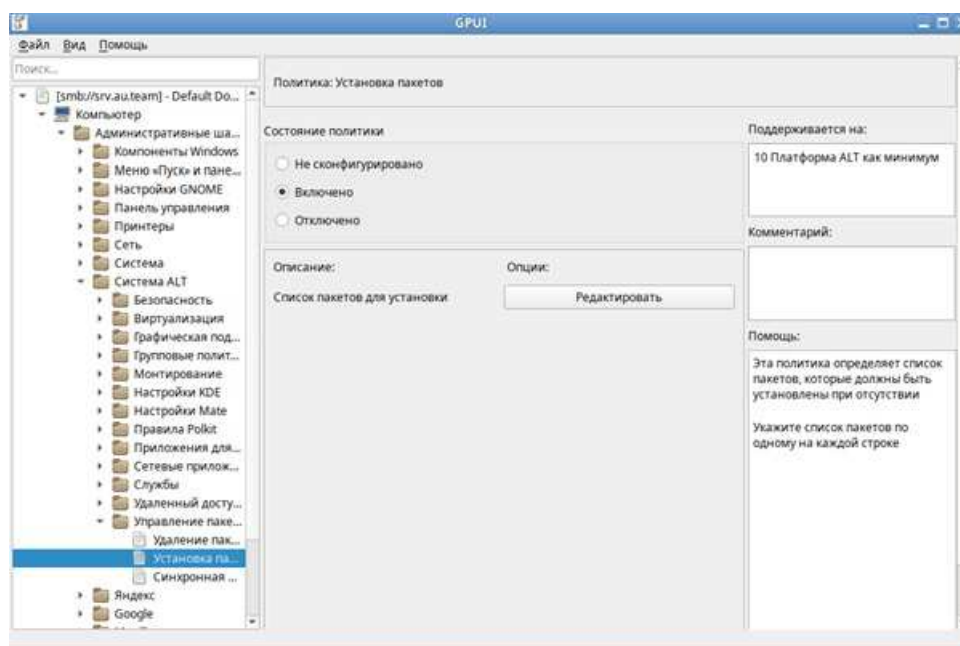 GPUI
Файл Вид Помощь
Поиск...
[smb://srv.au.team] - Default Do...
Компьютер
Административные ша...
Компоненты Windows
Меню «Пуск» и пане...
Настройки GNOME
Панель управления
Принтеры
Сеть
Система
Система ALT
Безопасность
Виртуализация
Графическая под...
Групповые полит...
Монтирование
Настройки KDE
Настройки Mate
Правила Polkit
Приложения для...
Сетевые прилож...
Службы
Удаленный досту...
Управление паке...
Удаление пак...
Установка па...
Синхронная ...
Яндекс
Google
Политика: Установка пакетов
Состояние политики
Не сконфигурировано
Включено
Отключено
Описание:
Опции:
Список пакетов для установки
Редактировать
Поддерживается на:
10 Платформа ALT как минимум
Комментарий:
Помощь:
Эта политика определяет список
пакетов, которые должны быть
установлены при отсутствии
Укажите список пакетов по
одному на каждой строке